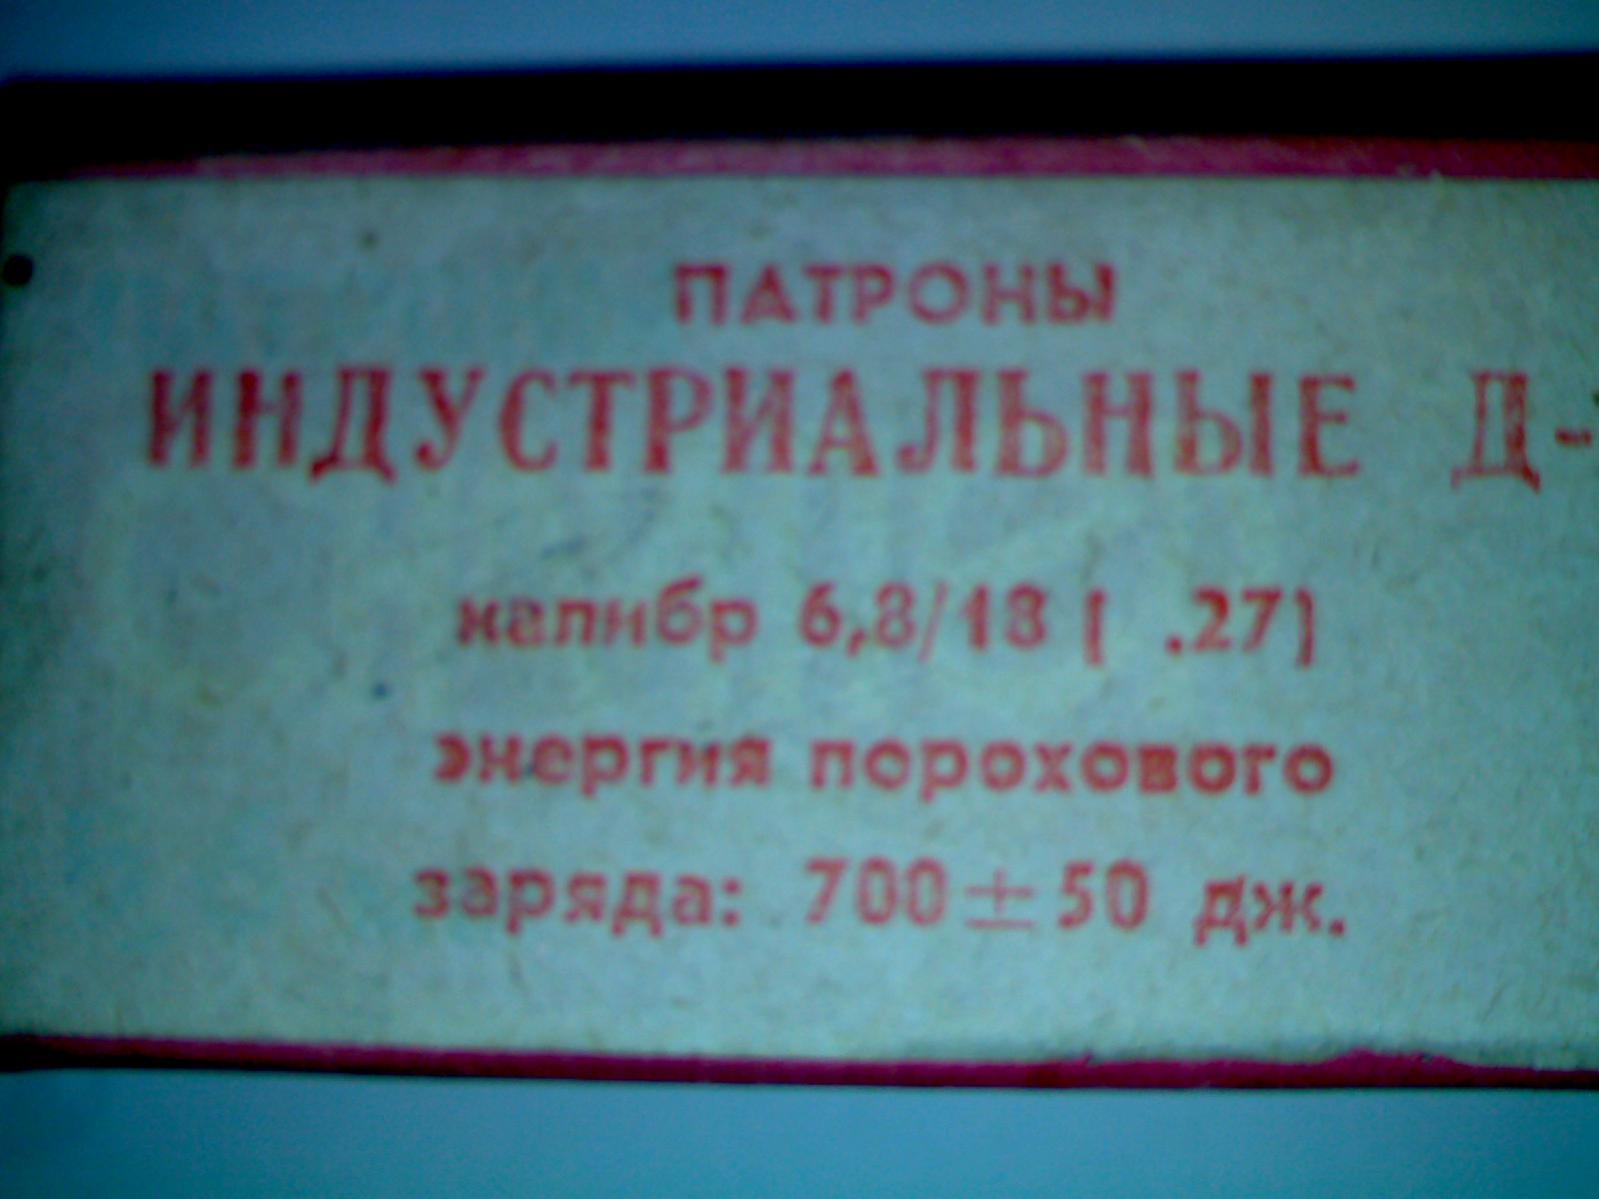 ПАТРОНЫ
ИНДУСТРИАЛЬНЫЕ Д-
калибр 6,8/18 ( .27)
энергия порохового
заряда: 700±50 дж.